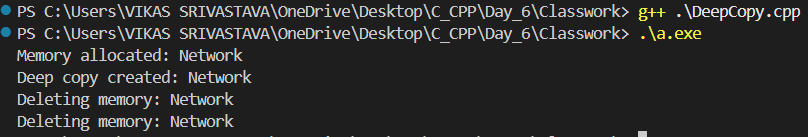 PS C:\Users\VIKAS SRIVASTAVA\OneDrive\Desktop\C_CPP\Day_6\Classwork> g++ .\DeepCopy.cpp
PS C:\Users\VIKAS SRIVASTAVA\OneDrive\Desktop\C_CPP\Day_6\Classwork> .\a.exe
Memory allocated: Network
Deep copy created: Network
Deleting memory: Network
Deleting memory: Network